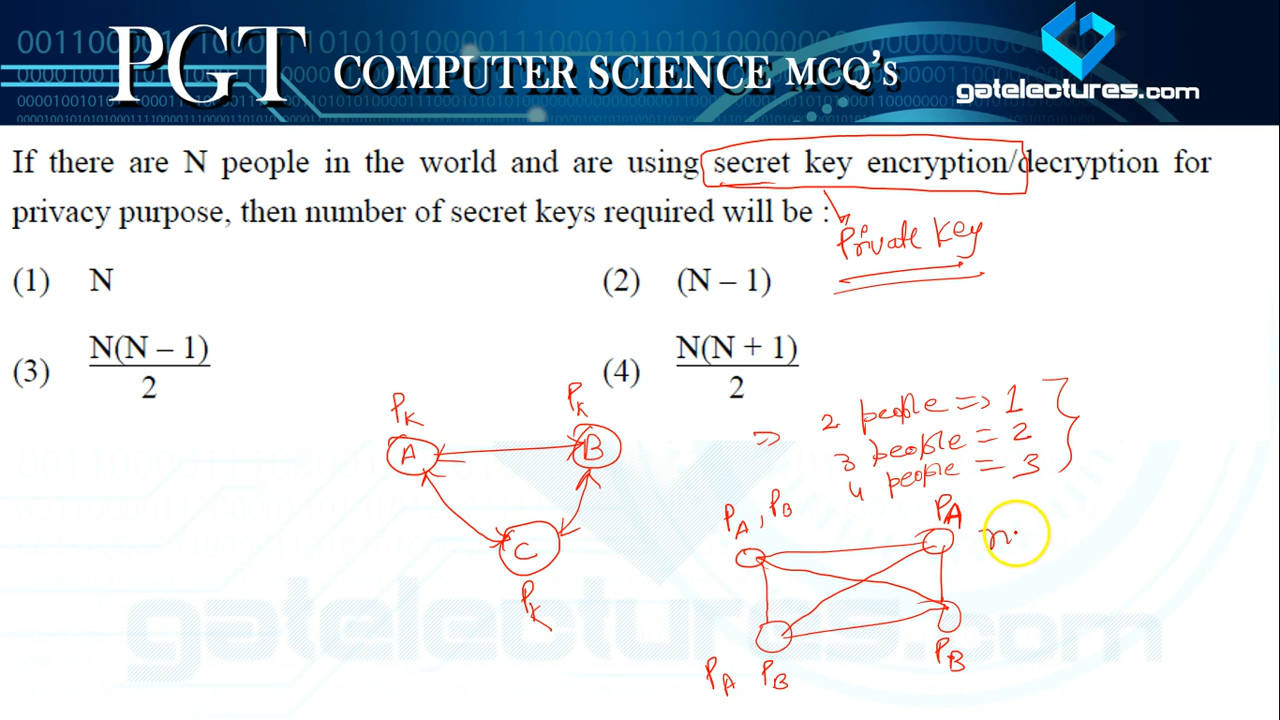 PGT COMPUTER SCIENCE MCQ'S
gatelectures.com
If there are N people in the world and are using secret key encryption/decryption for
privacy purpose, then number of secret keys required will be :
Private Key
(1) N
(2) (N – 1)
(3) N(N – 1)
2
(4) N(N + 1)
2
PK
PK
A
B
C
PK
=> 2 people => 1
3 people = 2
4 people = 3
PA, PB
PA
n.
PA PB
PB
gatelectures.com